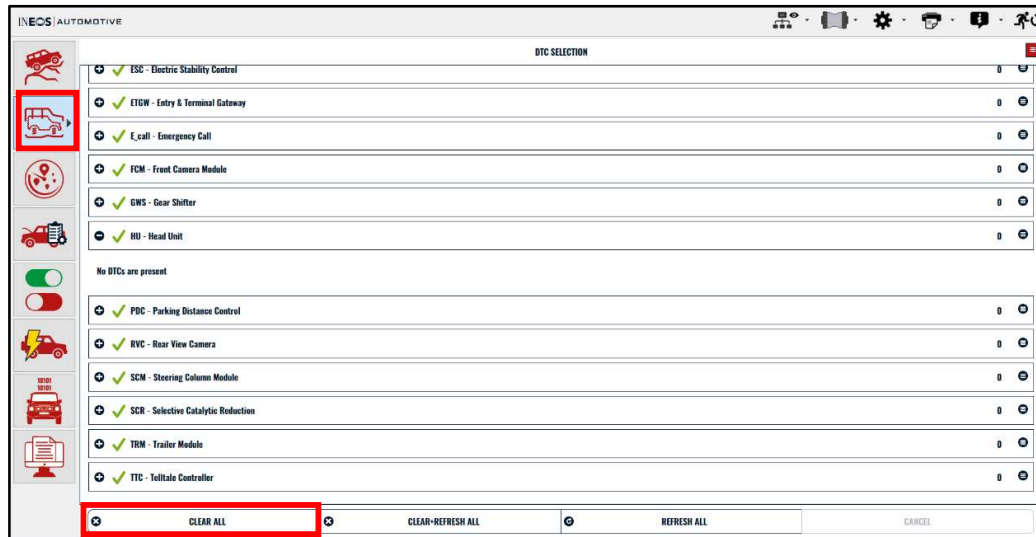 INEOS AUTOMOTIVE
DTC SELECTION
ESC - Electric Stability Control 0
ETGW - Entry & Terminal Gateway 0
E_call - Emergency Call 0
FCM - Front Camera Module 0
GWS - Gear Shifter 0
HU - Head Unit 0
No DTCs are present
PDC - Parking Distance Control 0
RVC - Rear View Camera 0
SCM - Steering Column Module 0
SCR - Selective Catalytic Reduction 0
TRM - Trailer Module 0
TTC - Telltale Controller 0
10101
10101
CLEAR ALL CLEAR+REFRESH ALL REFRESH ALL CANCEL